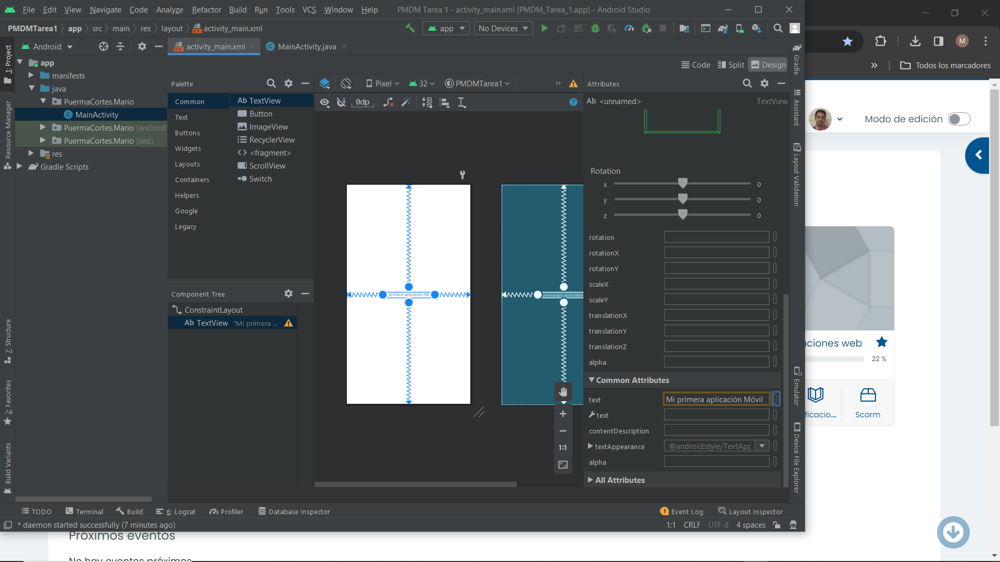 File Edit View Navigate Code Analyze Refactor Build Run Tools VCS Window Help PMDM Tarea 1 - activity_main.xml [PMDM_Tarea_1.app] - Android Studio
PMDMTarea1 app src main res layout activity_main.xml app No Devices
Android activity_main.xml MainActivity.java
app
manifests
java
PuermaCortes.Mario
MainActivity
PuermaCortes.Mario (android
PuermaCortes.Mario (test)
res
Gradle Scripts
1: Project
Resource Manager
7: Structure
2: Favorites
Build Variants
Code Split Design
Palette
Common
Text
Buttons
Widgets
Layouts
Containers
Helpers
Google
Legacy
Ab TextView
Button
ImageView
RecyclerView
<fragment>
ScrollView
Switch
Component Tree
ConstraintLayout
Ab TextView "Mi primera ...
Pixel 32 PMDMTarea1 »
0dp
primera aplicación Mó
primera aplicación Móvil
1:1
Attributes
Ab <unnamed> TextView
Rotation
x 0
y 0
z 0
rotation
rotationX
rotationY
scaleX
scaleY
translationX
translationY
translationZ
alpha
Common Attributes
text Mi primera aplicación Móvil
text
contentDescription
textAppearance @android:style/TextApp
alpha
All Attributes
Gradle
Assistant
Layout Validation
Emulator
Device File Explorer
TODO Terminal Build 6: Logcat Profiler Database Inspector 1 Event Log Layout Inspector
* daemon started successfully (7 minutes ago) 1:1 CRLF UTF-8 4 spaces
M
» Todos los marcadores
Modo de edición
aciones web
22 %
ficacio... Scorm
Próximos eventos
No hay eventos próximos